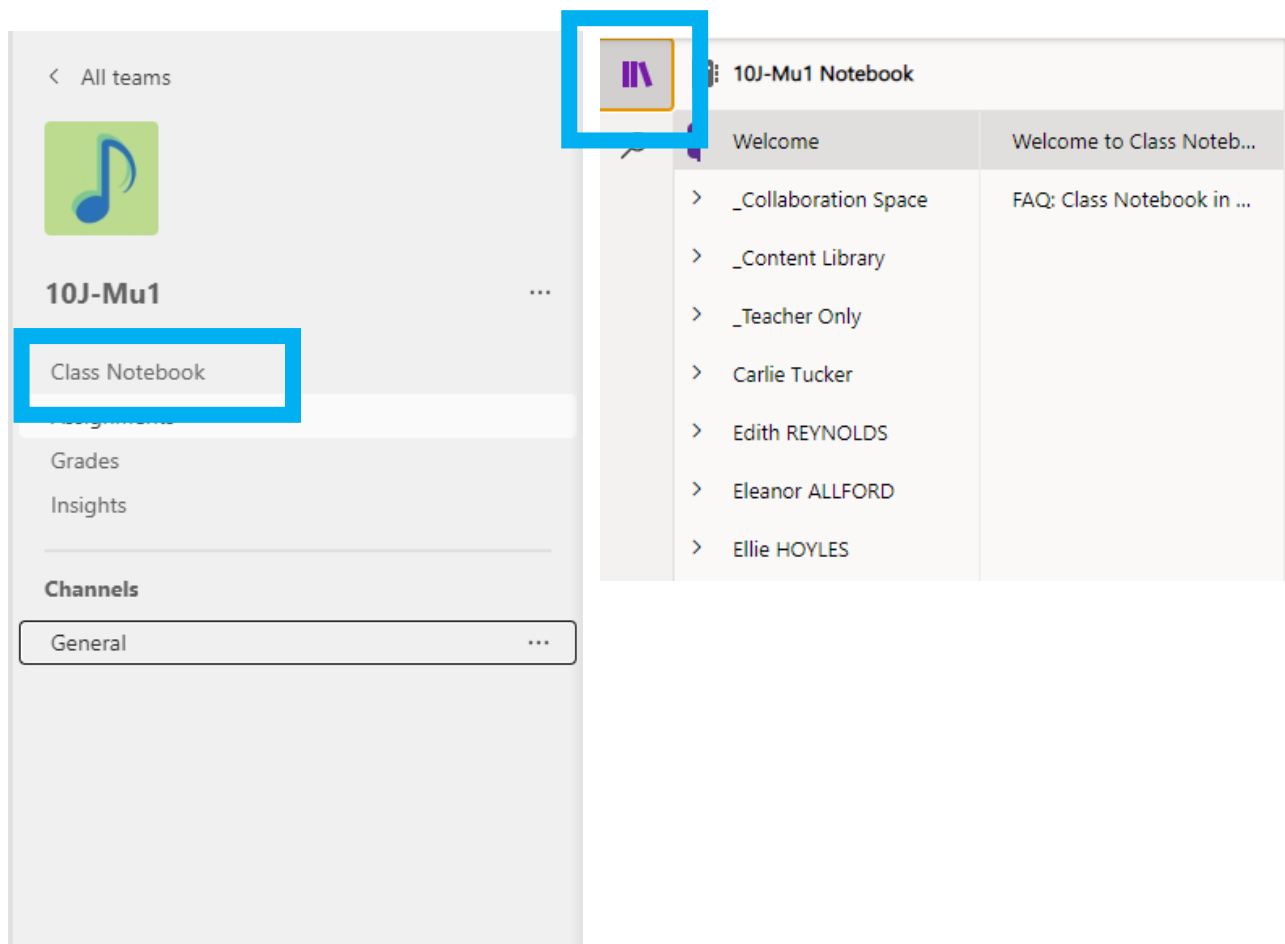 All teams
10J-Mu1
...
Class Notebook
Grades
Insights
Channels
General
...
10J-Mu1 Notebook
Welcome
_Collaboration Space
_Content Library
_Teacher Only
Carlie Tucker
Edith REYNOLDS
Eleanor ALLFORD
Ellie HOYLES
Welcome to Class Noteb...
FAQ: Class Notebook in ...